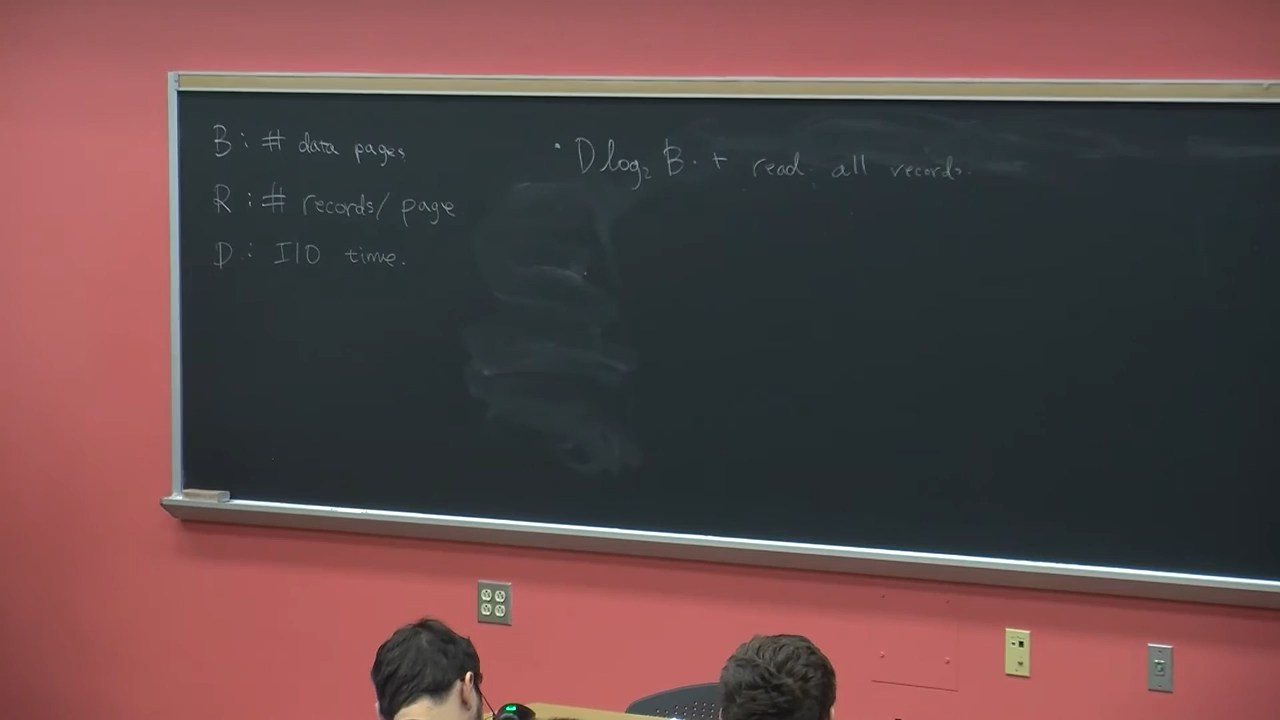 B : # data pages
R : # records/ page
D : I/O time.
· D log₂ B + read all records.